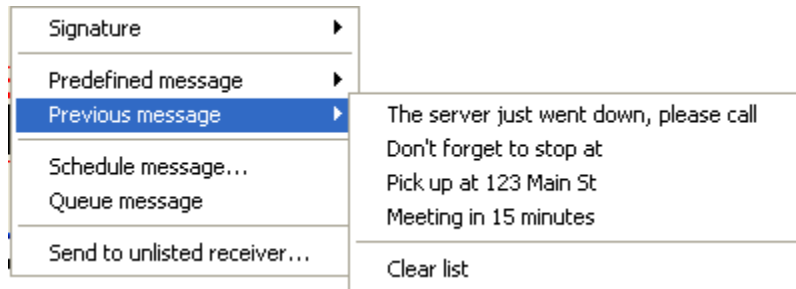 Signature
Predefined message
Previous message
Schedule message...
Queue message
Send to unlisted receiver...
The server just went down, please call
Don't forget to stop at
Pick up at 123 Main St
Meeting in 15 minutes
Clear list